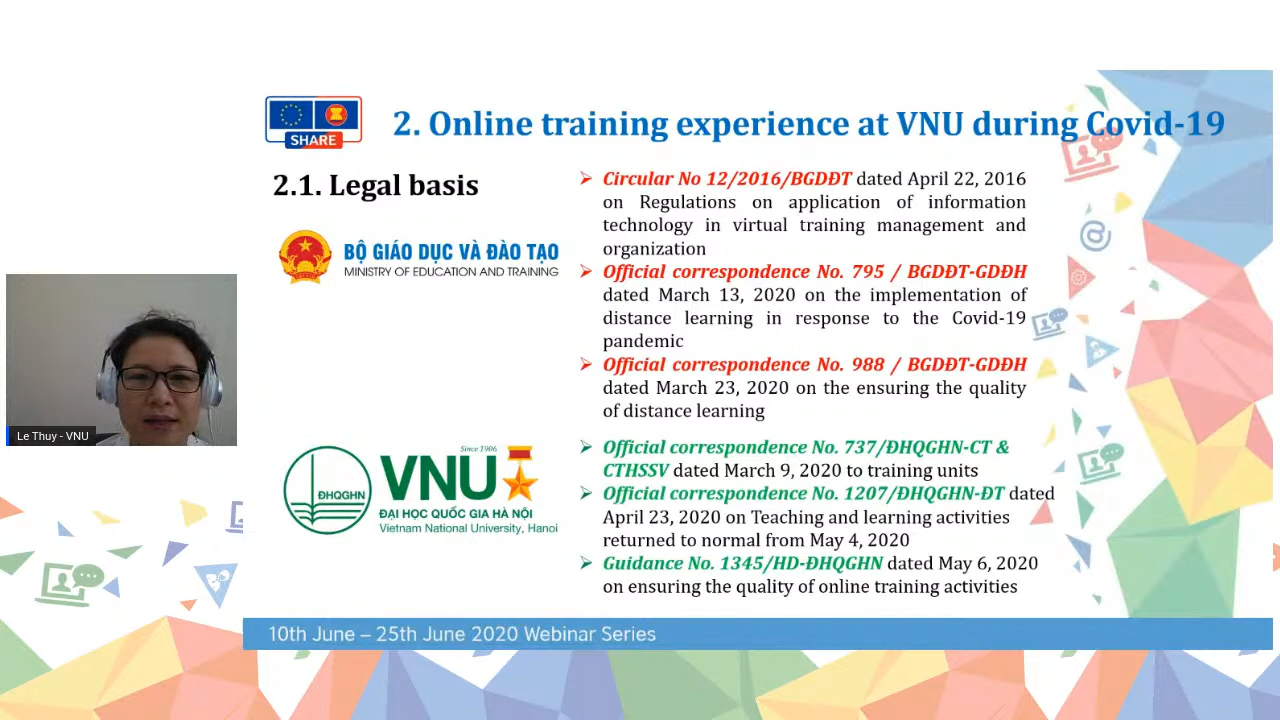 SHARE
2. Online training experience at VNU during Covid-19
2.1. Legal basis
BỘ GIÁO DỤC VÀ ĐÀO TẠO
MINISTRY OF EDUCATION AND TRAINING
Circular No 12/2016/BGDĐT dated April 22, 2016
on Regulations on application of information
technology in virtual training management and
organization
Official correspondence No. 795 / BGDĐT-GDĐH
dated March 13, 2020 on the implementation of
distance learning in response to the Covid-19
pandemic
Official correspondence No. 988 / BGDĐT-GDĐH
dated March 23, 2020 on the ensuring the quality
of distance learning
Le Thuy - VNU
Since 1906
ĐHQGHN
VNU
ĐẠI HỌC QUỐC GIA HÀ NỘI
Vietnam National University, Hanoi
Official correspondence No. 737/ĐHQGHN-CT &
CTHSSV dated March 9, 2020 to training units
Official correspondence No. 1207/ĐHQGHN-ĐT dated
April 23, 2020 on Teaching and learning activities
returned to normal from May 4, 2020
Guidance No. 1345/HD-ĐHQGHN dated May 6, 2020
on ensuring the quality of online training activities
10th June – 25th June 2020 Webinar Series